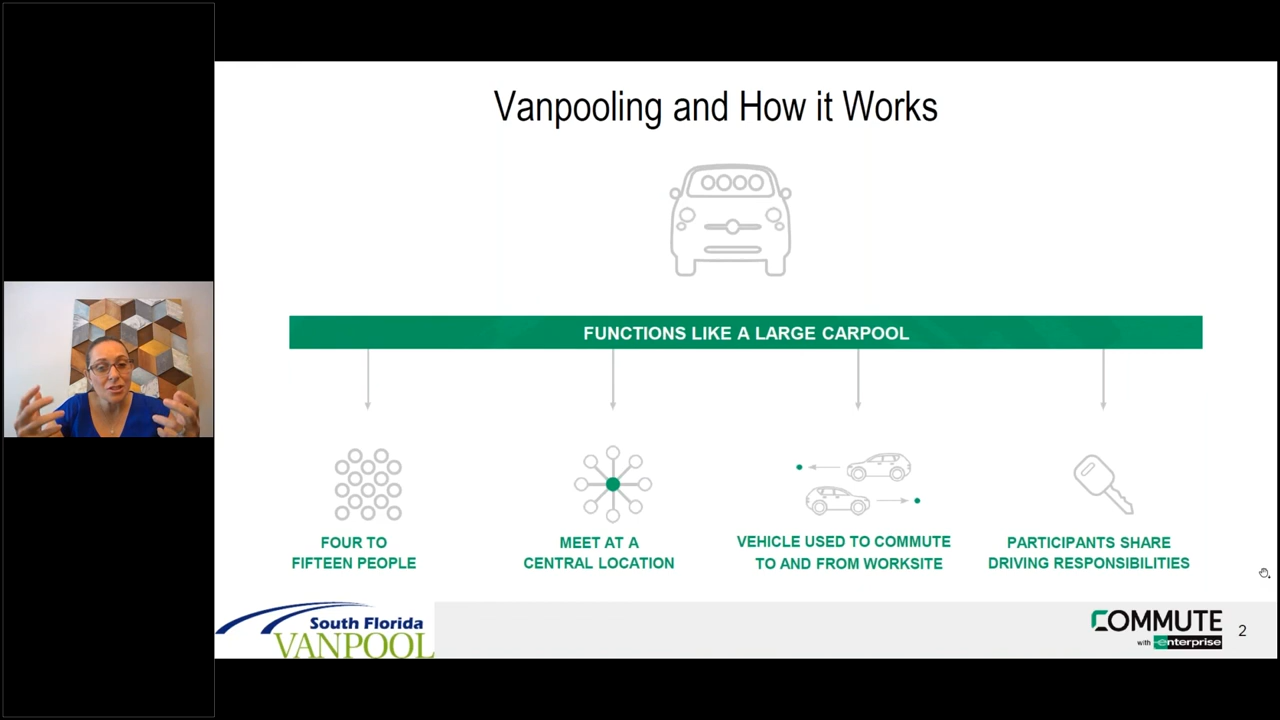 Vanpooling and How it Works
FUNCTIONS LIKE A LARGE CARPOOL
FOUR TO
FIFTEEN PEOPLE
MEET AT A
CENTRAL LOCATION
VEHICLE USED TO COMMUTE
TO AND FROM WORKSITE
PARTICIPANTS SHARE
DRIVING RESPONSIBILITIES
South Florida
VANPOOL
COMMUTE
with enterprise
2